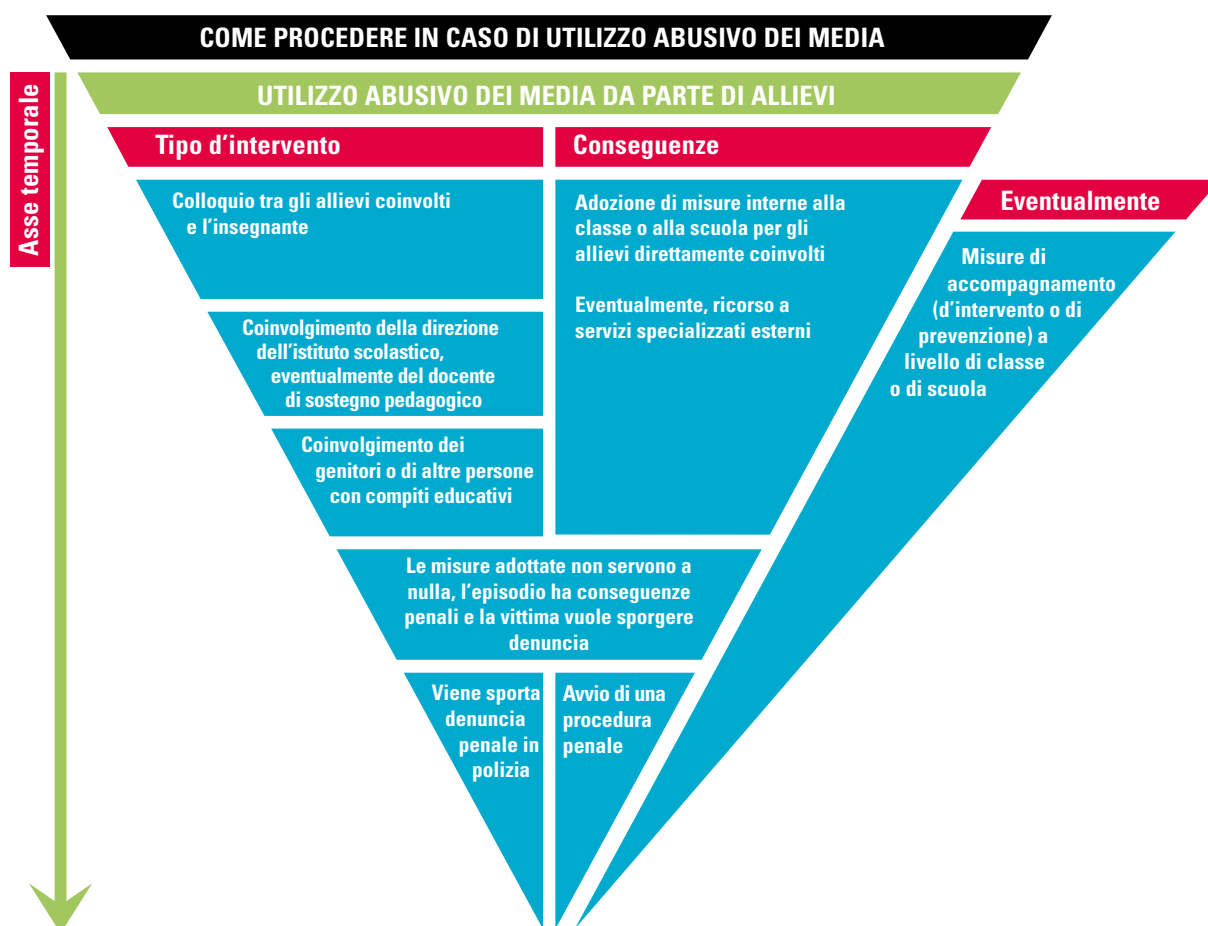 COME PROCEDERE IN CASO DI UTILIZZO ABUSIVO DEI MEDIA
UTILIZZO ABUSIVO DEI MEDIA DA PARTE DI ALLIEVI
Asse temporale
Tipo d’intervento
Colloquio tra gli allievi coinvolti
e l’insegnante
Coinvolgimento della direzione
dell’istituto scolastico,
eventualmente del docente
di sostegno pedagogico
Coinvolgimento dei
genitori o di altre persone
con compiti educativi
Conseguenze
Adozione di misure interne alla
classe o alla scuola per gli
allievi direttamente coinvolti
Eventualmente, ricorso a
servizi specializzati esterni
Eventualmente
Misure di
accompagnamento
(d’intervento o di
prevenzione) a
livello di classe
o di scuola
Le misure adottate non servono a
nulla, l’episodio ha conseguenze
penali e la vittima vuole sporgere
denuncia
Viene sporta
denuncia
penale in
polizia
Avvio di una
procedura
penale